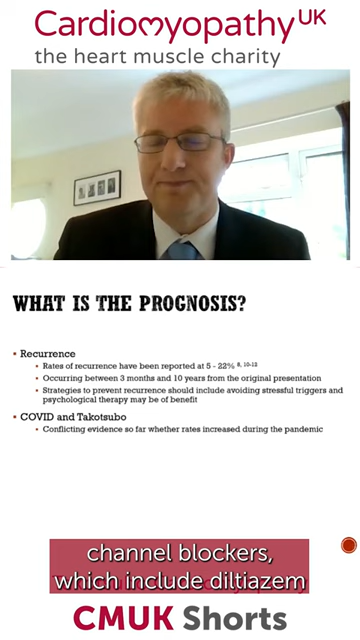 Cardiomyopathy UK
the heart muscle charity
WHAT IS THE PROGNOSIS?
• Recurrence
• Rates of recurrence have been reported at 5 - 22% 8, 10-12
• Occurring between 3 months and 10 years from the original presentation
• Strategies to prevent recurrence should include avoiding stressful triggers and
psychological therapy may be of benefit
• COVID and Takotsubo
• Conflicting evidence so far whether rates increased during the pandemic
channel blockers,
which include diltiazem
CMUK Shorts